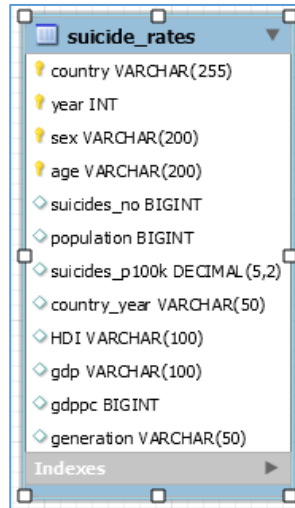 suicide_rates
country VARCHAR(255)
year INT
sex VARCHAR(200)
age VARCHAR(200)
suicides_no BIGINT
population BIGINT
suicides_p100k DECIMAL(5,2)
country_year VARCHAR(50)
HDI VARCHAR(100)
gdp VARCHAR(100)
gdppc BIGINT
generation VARCHAR(50)
Indexes